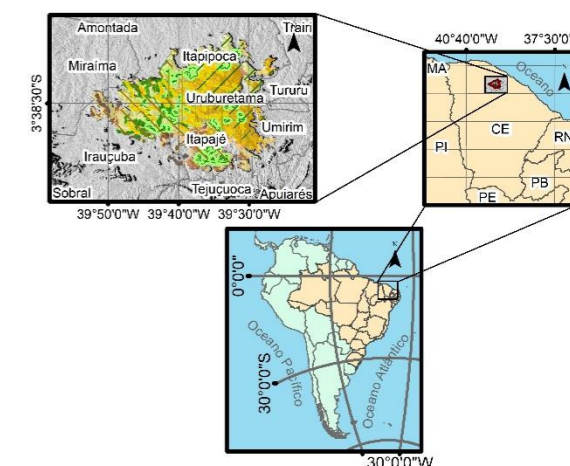 Amontada
Trairi
Itapipoca
Miraíma
Tururu
Uruburetama
Umirim
Itapajé
Irauçuba
Tejuçuoca
Sobral
Apuiarés
3°38'30"S
39°50'0"W 39°40'0"W 39°30'0"W
40°40'0"W 37°30'0
MA
Oceano
CE
RN
PI
PB
PE
0°0'0"
30°0'0"S
Oceano Pacífico
Oceano Atlântico
30°0'0"W